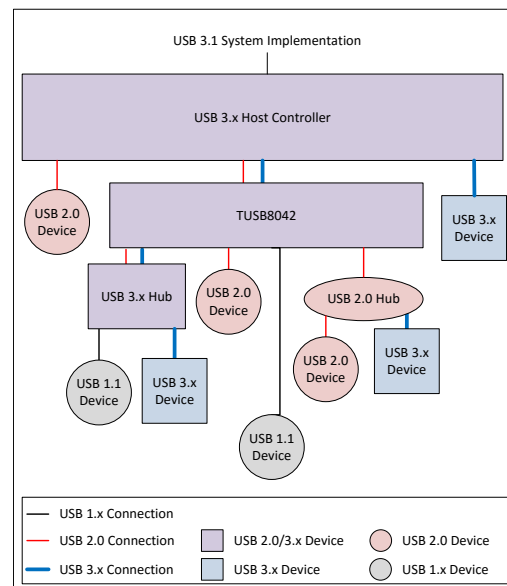 USB 3.1 System Implementation
USB 3.x Host Controller
USB 2.0
Device
TUSB8042
USB 3.x
Device
USB 3.x Hub
USB 2.0
Device
USB 2.0 Hub
USB 1.1
Device
USB 3.x
Device
USB 2.0
Device
USB 3.x
Device
USB 1.1
Device
USB 1.x Connection
USB 2.0 Connection
USB 2.0/3.x Device
USB 2.0 Device
USB 3.x Connection
USB 3.x Device
USB 1.x Device